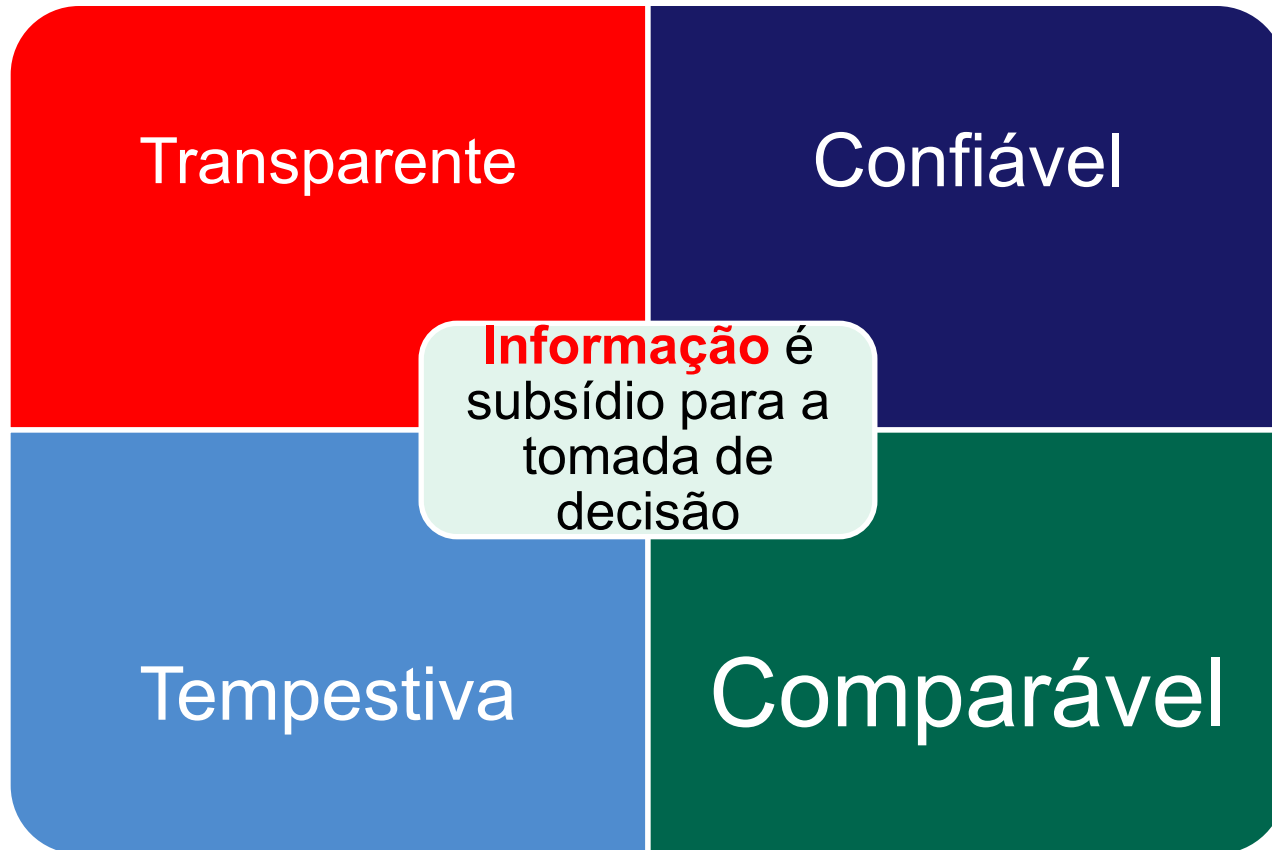 Transparente
Confiável
Informação é
subsídio para a
tomada de
decisão
Tempestiva
Comparável